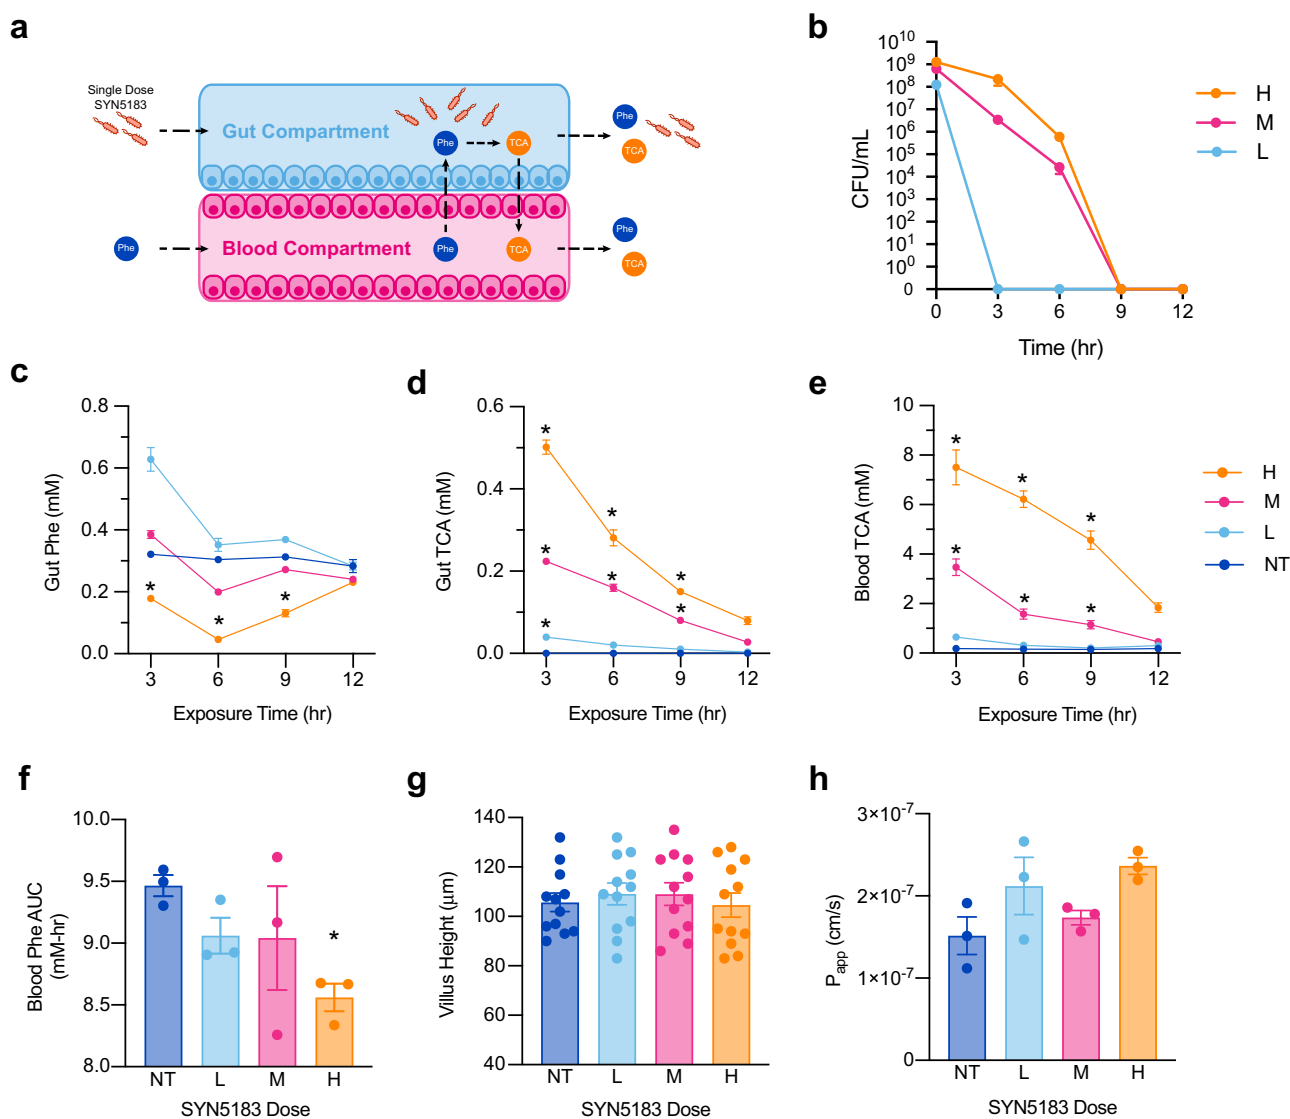 a
Single Dose
SYN5183
Gut Compartment
Phe
TCA
Phe
TCA
Phe
Blood Compartment
Phe
TCA
Phe
TCA
b
CFU/mL
10^10
10^9
10^8
10^7
10^6
10^5
10^4
10^3
10^2
10^1
10^0
0
0 3 6 9 12
Time (hr)
H
M
L
c
Gut Phe (mM)
0.8
0.6
0.4
0.2
0.0
* * *
3 6 9 12
Exposure Time (hr)
d
Gut TCA (mM)
0.6
0.4
0.2
0.0
* * *
* * *
*
3 6 9 12
Exposure Time (hr)
e
Blood TCA (mM)
10
8
6
4
2
0
* * *
* * *
3 6 9 12
Exposure Time (hr)
H
M
L
NT
f
Blood Phe AUC
(mM-hr)
10.0
9.5
9.0
8.5
8.0
*
NT L M H
SYN5183 Dose
g
Villus Height (µm)
140
120
100
80
60
40
NT L M H
SYN5183 Dose
h
P_app (cm/s)
3×10^-7
2×10^-7
1×10^-7
0
NT L M H
SYN5183 Dose